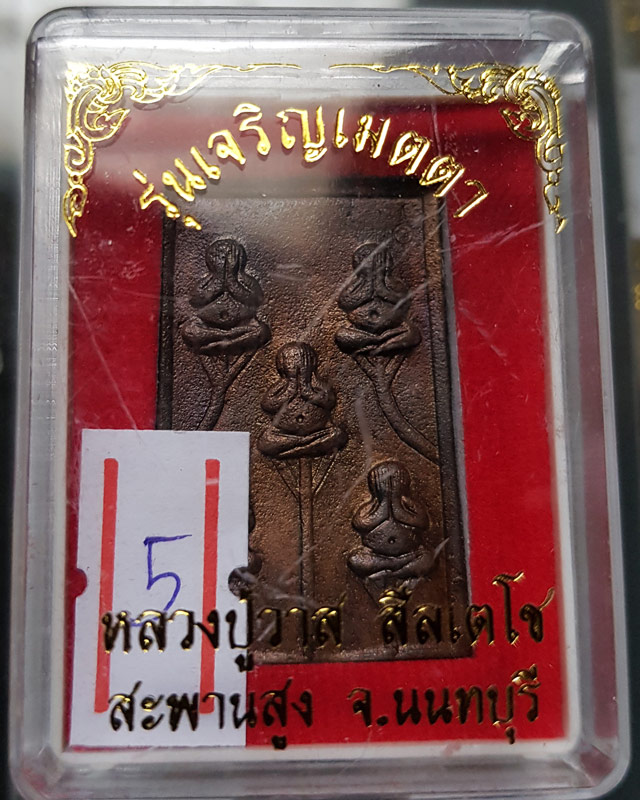 รุ่นเจริญเมตตา
5
หลวงปู่วาส สีลเตโช
สะพานสูง จ.นนทบุรี